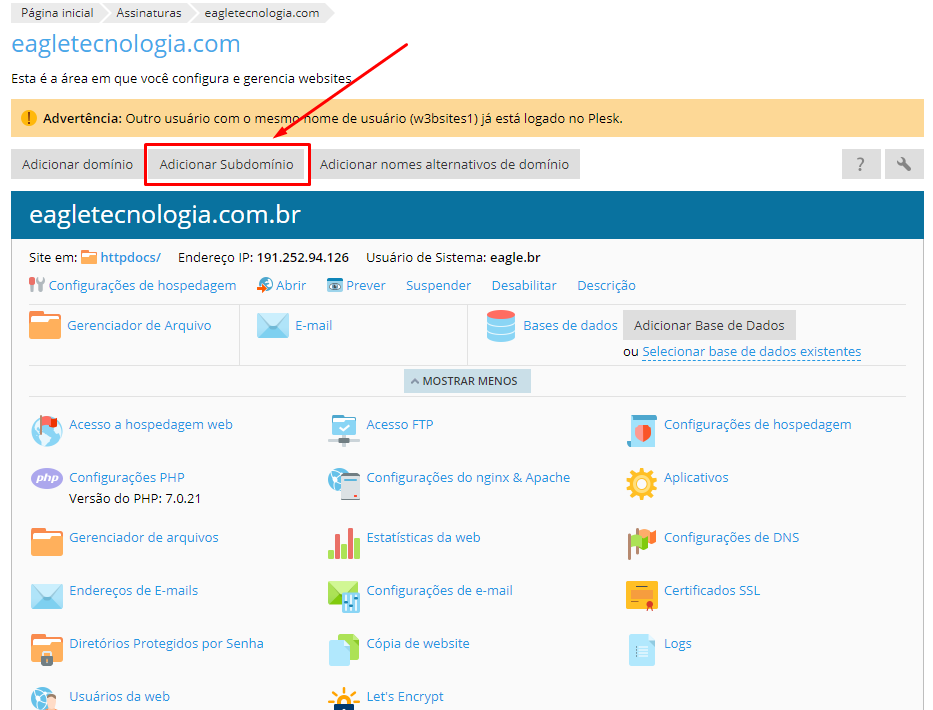 Página inicial Assinaturas eagletecnologia.com
eagletecnologia.com
Esta é a área em que você configura e gerencia websites.
! Advertência: Outro usuário com o mesmo nome de usuário (w3bsites1) já está logado no Plesk.
Adicionar domínio Adicionar Subdomínio Adicionar nomes alternativos de domínio ?
eagletecnologia.com.br
Site em: httpdocs/ Endereço IP: 191.252.94.126 Usuário de Sistema: eagle.br
Configurações de hospedagem Abrir Prever Suspender Desabilitar Descrição
Gerenciador de Arquivo E-mail Bases de dados Adicionar Base de Dados
ou Selecionar base de dados existentes
MOSTRAR MENOS
Acesso a hospedagem web Acesso FTP Configurações de hospedagem
php Configurações PHP Configurações do nginx & Apache Aplicativos
Versão do PHP: 7.0.21
Gerenciador de arquivos Estatísticas da web Configurações de DNS
Endereços de E-mails Configurações de e-mail Certificados SSL
Diretórios Protegidos por Senha Cópia de website Logs
Usuários da web Let's Encrypt